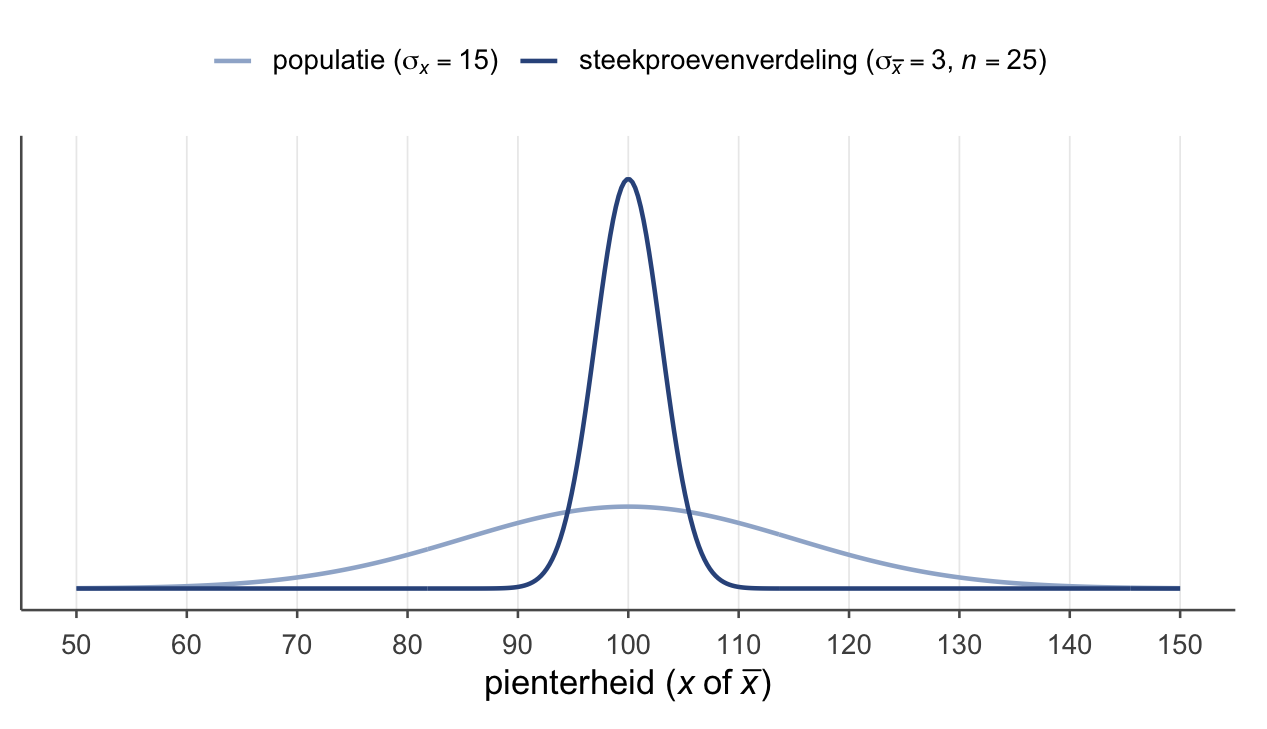 populatie (σx = 15) steekproevenverdeling (σx̅ = 3, n = 25)
50 60 70 80 90 100 110 120 130 140 150
pienterheid (x of x̅)